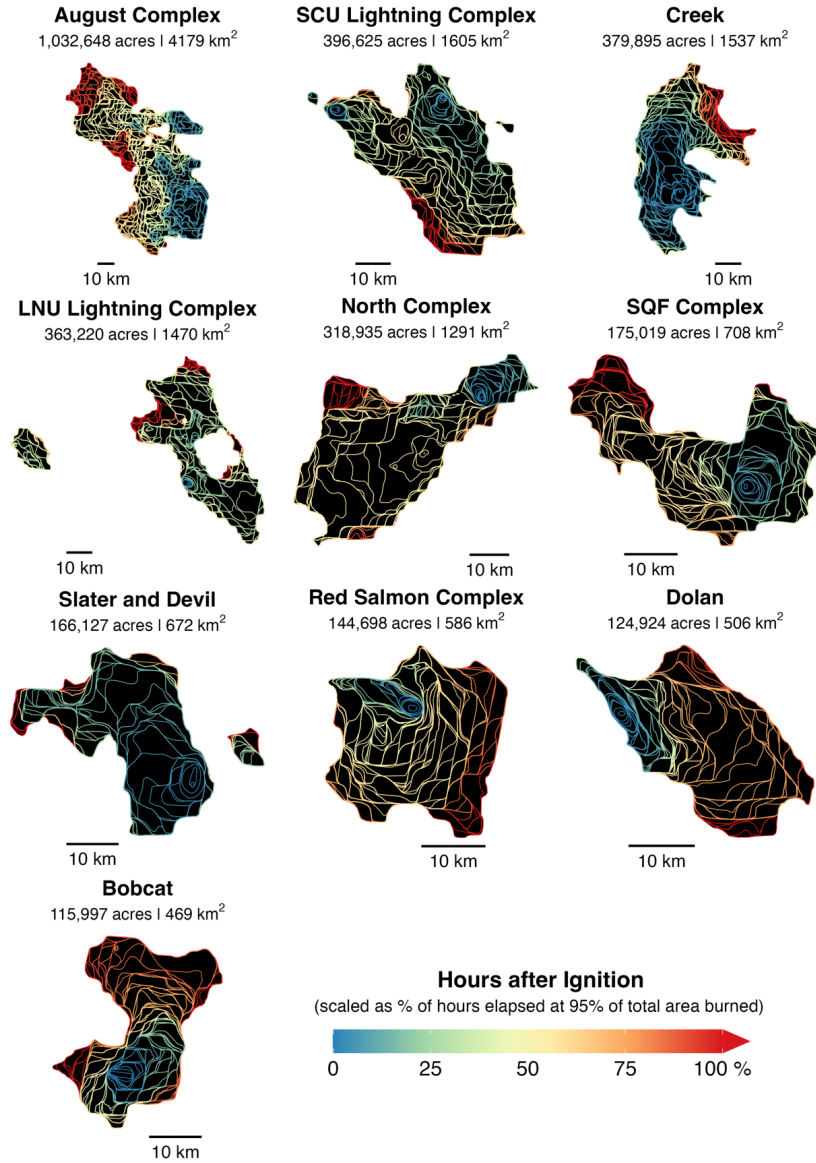 August Complex
1,032,648 acres | 4179 km²
10 km
SCU Lightning Complex
396,625 acres | 1605 km²
10 km
Creek
379,895 acres | 1537 km²
10 km
LNU Lightning Complex
363,220 acres | 1470 km²
10 km
North Complex
318,935 acres | 1291 km²
10 km
SQF Complex
175,019 acres | 708 km²
10 km
Slater and Devil
166,127 acres | 672 km²
10 km
Red Salmon Complex
144,698 acres | 586 km²
10 km
Dolan
124,924 acres | 506 km²
10 km
Bobcat
115,997 acres | 469 km²
10 km
Hours after Ignition
(scaled as % of hours elapsed at 95% of total area burned)
0 25 50 75 100 %